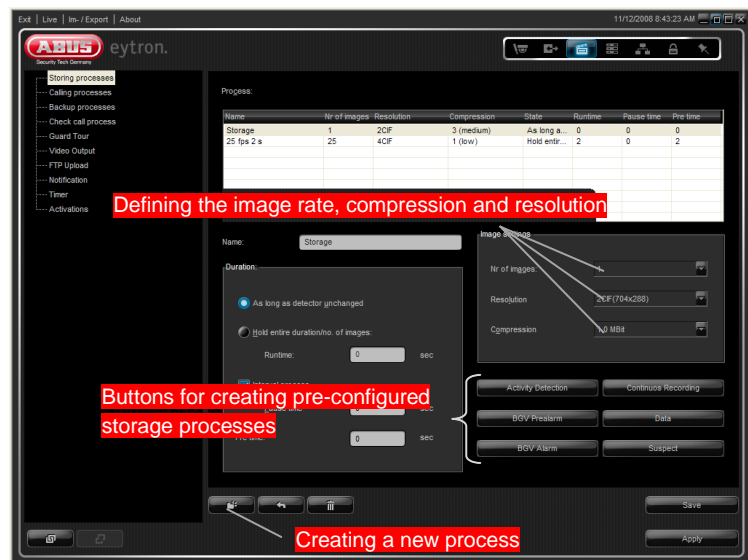 Exit | Live | Im- / Export | About
11/12/2008 8:43:23 AM
ABUS eytron.
Security Tech Germany
Storing processes
Calling processes
Backup processes
Check call process
Guard Tour
Video Output
FTP Upload
Notification
Timer
Activations
Process:
Name Nr of images Resolution Compression State Runtime Pause time Pre time
Storage 1 2CIF 3 (medium) As long a... 0 0 0
25 fps 2 s 25 4CIF 1 (low) Hold entir... 2 0 2
Defining the image rate, compression and resolution
Name: Storage
Image settings
Nr of images: 1
Resolution 2CIF(704x288)
Compression 1.0 MBit
Duration:
As long as detector unchanged
Hold entire duration/no. of images:
Runtime: 0 sec
Buttons for creating pre-configured
storage processes
0 sec
Activity Detection Continuos Recording
BGV Prealarm Data
BGV Alarm Suspect
Creating a new process
Save
Apply